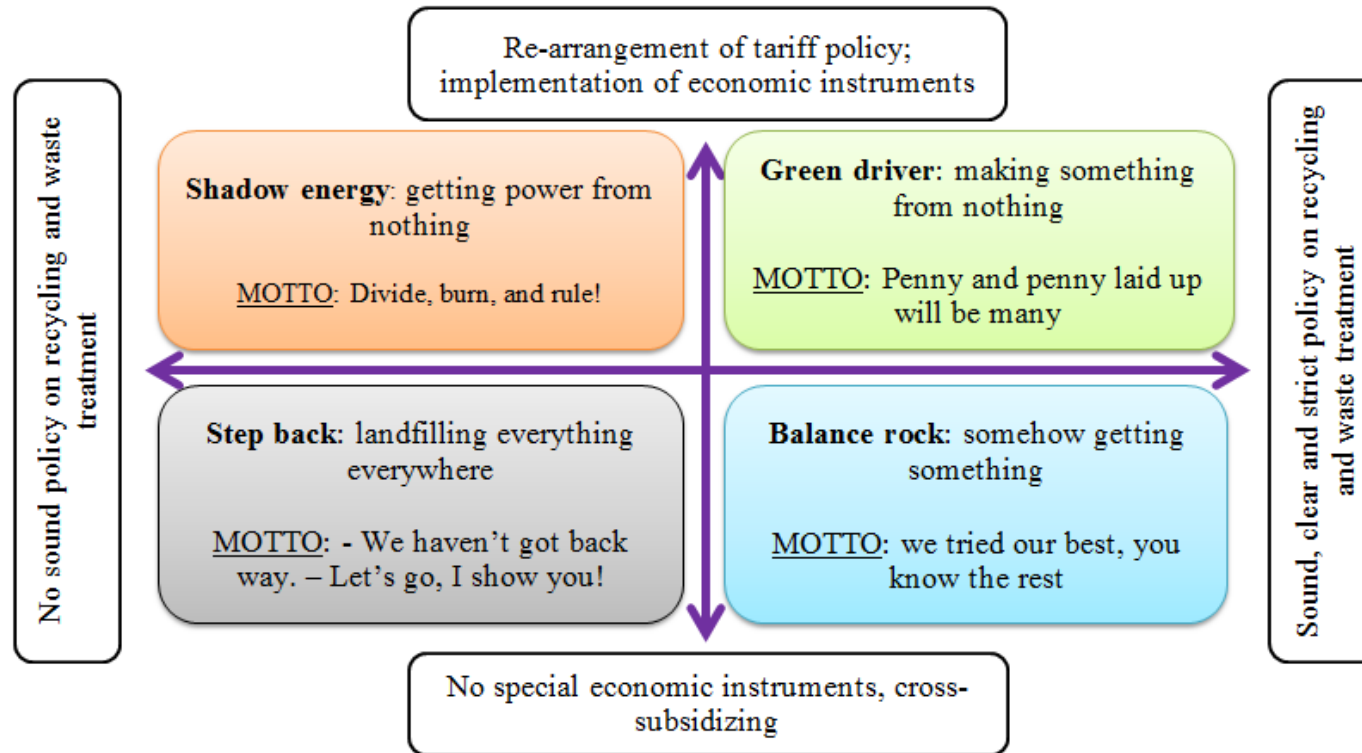 Re-arrangement of tariff policy;
implementation of economic instruments
No sound policy on recycling and waste
treatment
Shadow energy: getting power from
nothing
MOTTO: Divide, burn, and rule!
Green driver: making something
from nothing
MOTTO: Penny and penny laid up
will be many
Sound, clear and strict policy on recycling
and waste treatment
Step back: landfilling everything
everywhere
MOTTO: - We haven’t got back
way. – Let’s go, I show you!
Balance rock: somehow getting
something
MOTTO: we tried our best, you
know the rest
No special economic instruments, cross-
subsidizing